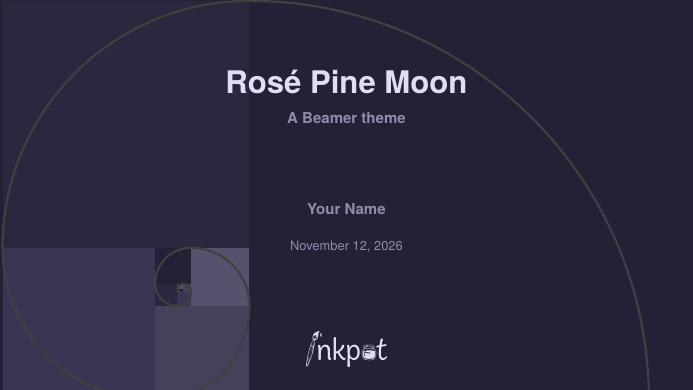 Rosé Pine Moon
A Beamer theme
Your Name
November 12, 2026
Inkpot